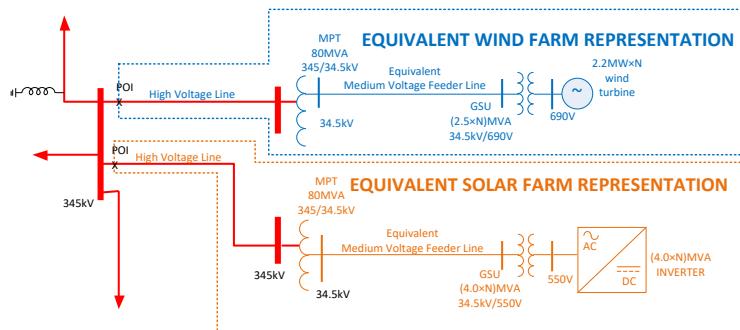 EQUIVALENT WIND FARM REPRESENTATION
MPT
80MVA
345/34.5kV
2.2MW×N
wind
turbine
POI
High Voltage Line
Equivalent
Medium Voltage Feeder Line
~
GSU
(2.5×N)MVA
34.5kV/690V
34.5kV
690V
POI
High Voltage Line
345kV
EQUIVALENT SOLAR FARM REPRESENTATION
MPT
80MVA
345/34.5kV
Equivalent
Medium Voltage Feeder Line
AC
DC
(4.0×N)MVA
INVERTER
345kV
34.5kV
GSU
(4.0×N)MVA
34.5kV/550V
550V